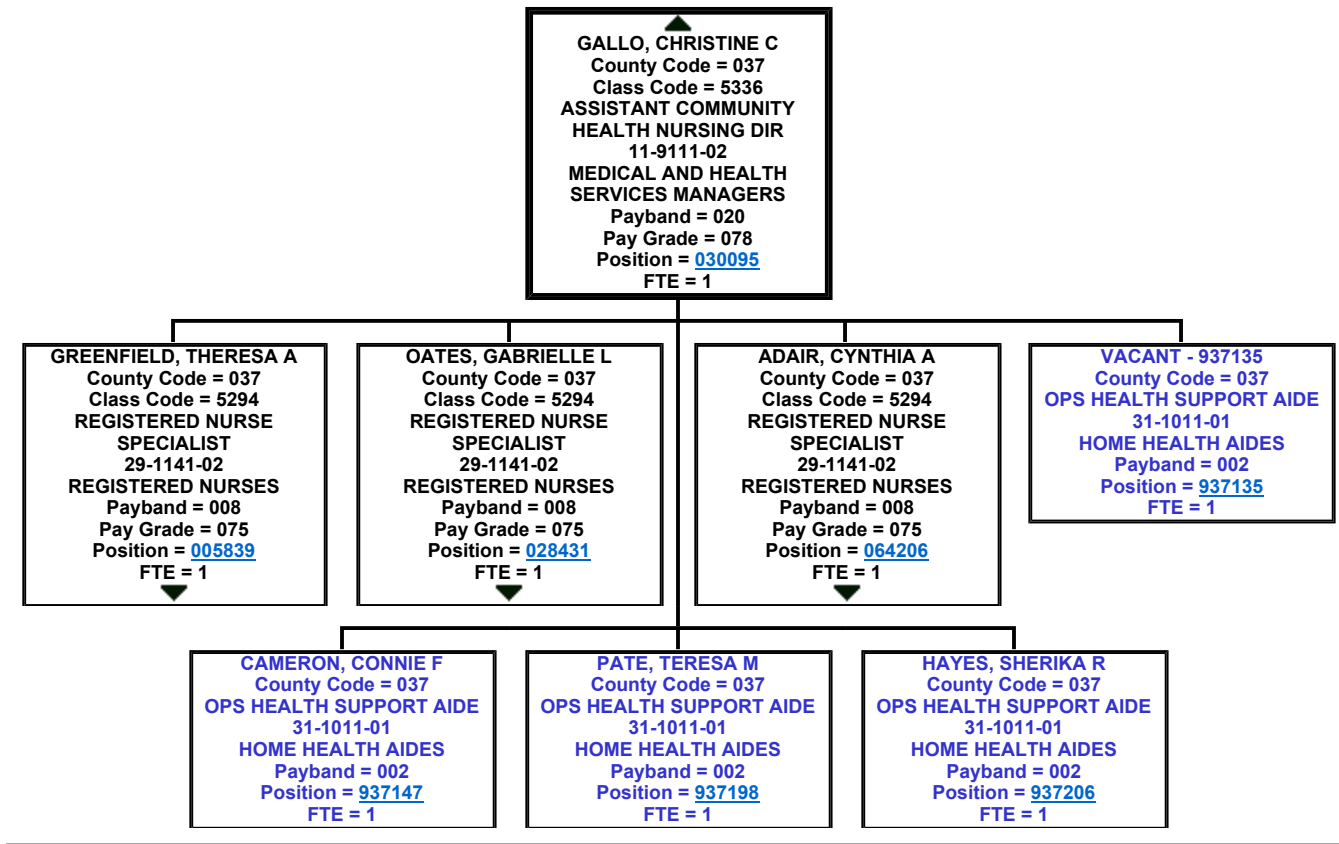 GALLO, CHRISTINE C
County Code = 037
Class Code = 5336
ASSISTANT COMMUNITY
HEALTH NURSING DIR
11-9111-02
MEDICAL AND HEALTH
SERVICES MANAGERS
Payband = 020
Pay Grade = 078
Position = 030095
FTE = 1
GREENFIELD, THERESA A
County Code = 037
Class Code = 5294
REGISTERED NURSE
SPECIALIST
29-1141-02
REGISTERED NURSES
Payband = 008
Pay Grade = 075
Position = 005839
FTE = 1
OATES, GABRIELLE L
County Code = 037
Class Code = 5294
REGISTERED NURSE
SPECIALIST
29-1141-02
REGISTERED NURSES
Payband = 008
Pay Grade = 075
Position = 028431
FTE = 1
ADAIR, CYNTHIA A
County Code = 037
Class Code = 5294
REGISTERED NURSE
SPECIALIST
29-1141-02
REGISTERED NURSES
Payband = 008
Pay Grade = 075
Position = 064206
FTE = 1
VACANT - 937135
County Code = 037
OPS HEALTH SUPPORT AIDE
31-1011-01
HOME HEALTH AIDES
Payband = 002
Position = 937135
FTE = 1
CAMERON, CONNIE F
County Code = 037
OPS HEALTH SUPPORT AIDE
31-1011-01
HOME HEALTH AIDES
Payband = 002
Position = 937147
FTE = 1
PATE, TERESA M
County Code = 037
OPS HEALTH SUPPORT AIDE
31-1011-01
HOME HEALTH AIDES
Payband = 002
Position = 937198
FTE = 1
HAYES, SHERIKA R
County Code = 037
OPS HEALTH SUPPORT AIDE
31-1011-01
HOME HEALTH AIDES
Payband = 002
Position = 937206
FTE = 1